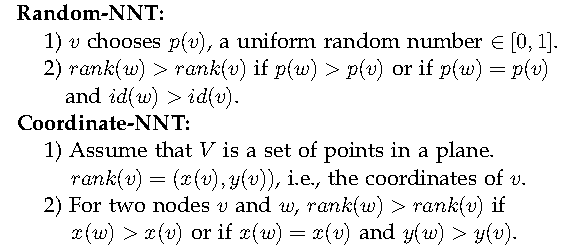 Random-NNT:
1) v chooses p(v), a uniform random number ∈ [0, 1].
2) rank(w) > rank(v) if p(w) > p(v) or if p(w) = p(v)
and id(w) > id(v).
Coordinate-NNT:
1) Assume that V is a set of points in a plane.
rank(v) = (x(v), y(v)), i.e., the coordinates of v.
2) For two nodes v and w, rank(w) > rank(v) if
x(w) > x(v) or if x(w) = x(v) and y(w) > y(v).